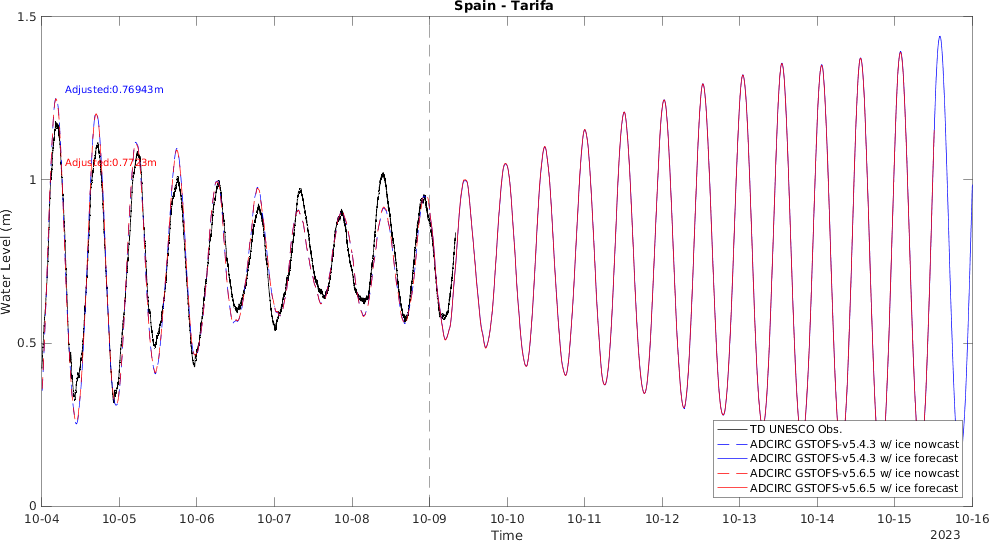 Spain - Tarifa
1.5
1
0.5
0
Water Level (m)
Adjusted:0.76943m
Adjusted:0.7723m
TD UNESCO Obs.
ADCIRC GSTOFS-v5.4.3 w/ ice nowcast
ADCIRC GSTOFS-v5.4.3 w/ ice forecast
ADCIRC GSTOFS-v5.6.5 w/ ice nowcast
ADCIRC GSTOFS-v5.6.5 w/ ice forecast
10-04 10-05 10-06 10-07 10-08 10-09 10-10 10-11 10-12 10-13 10-14 10-15 10-16
Time
2023